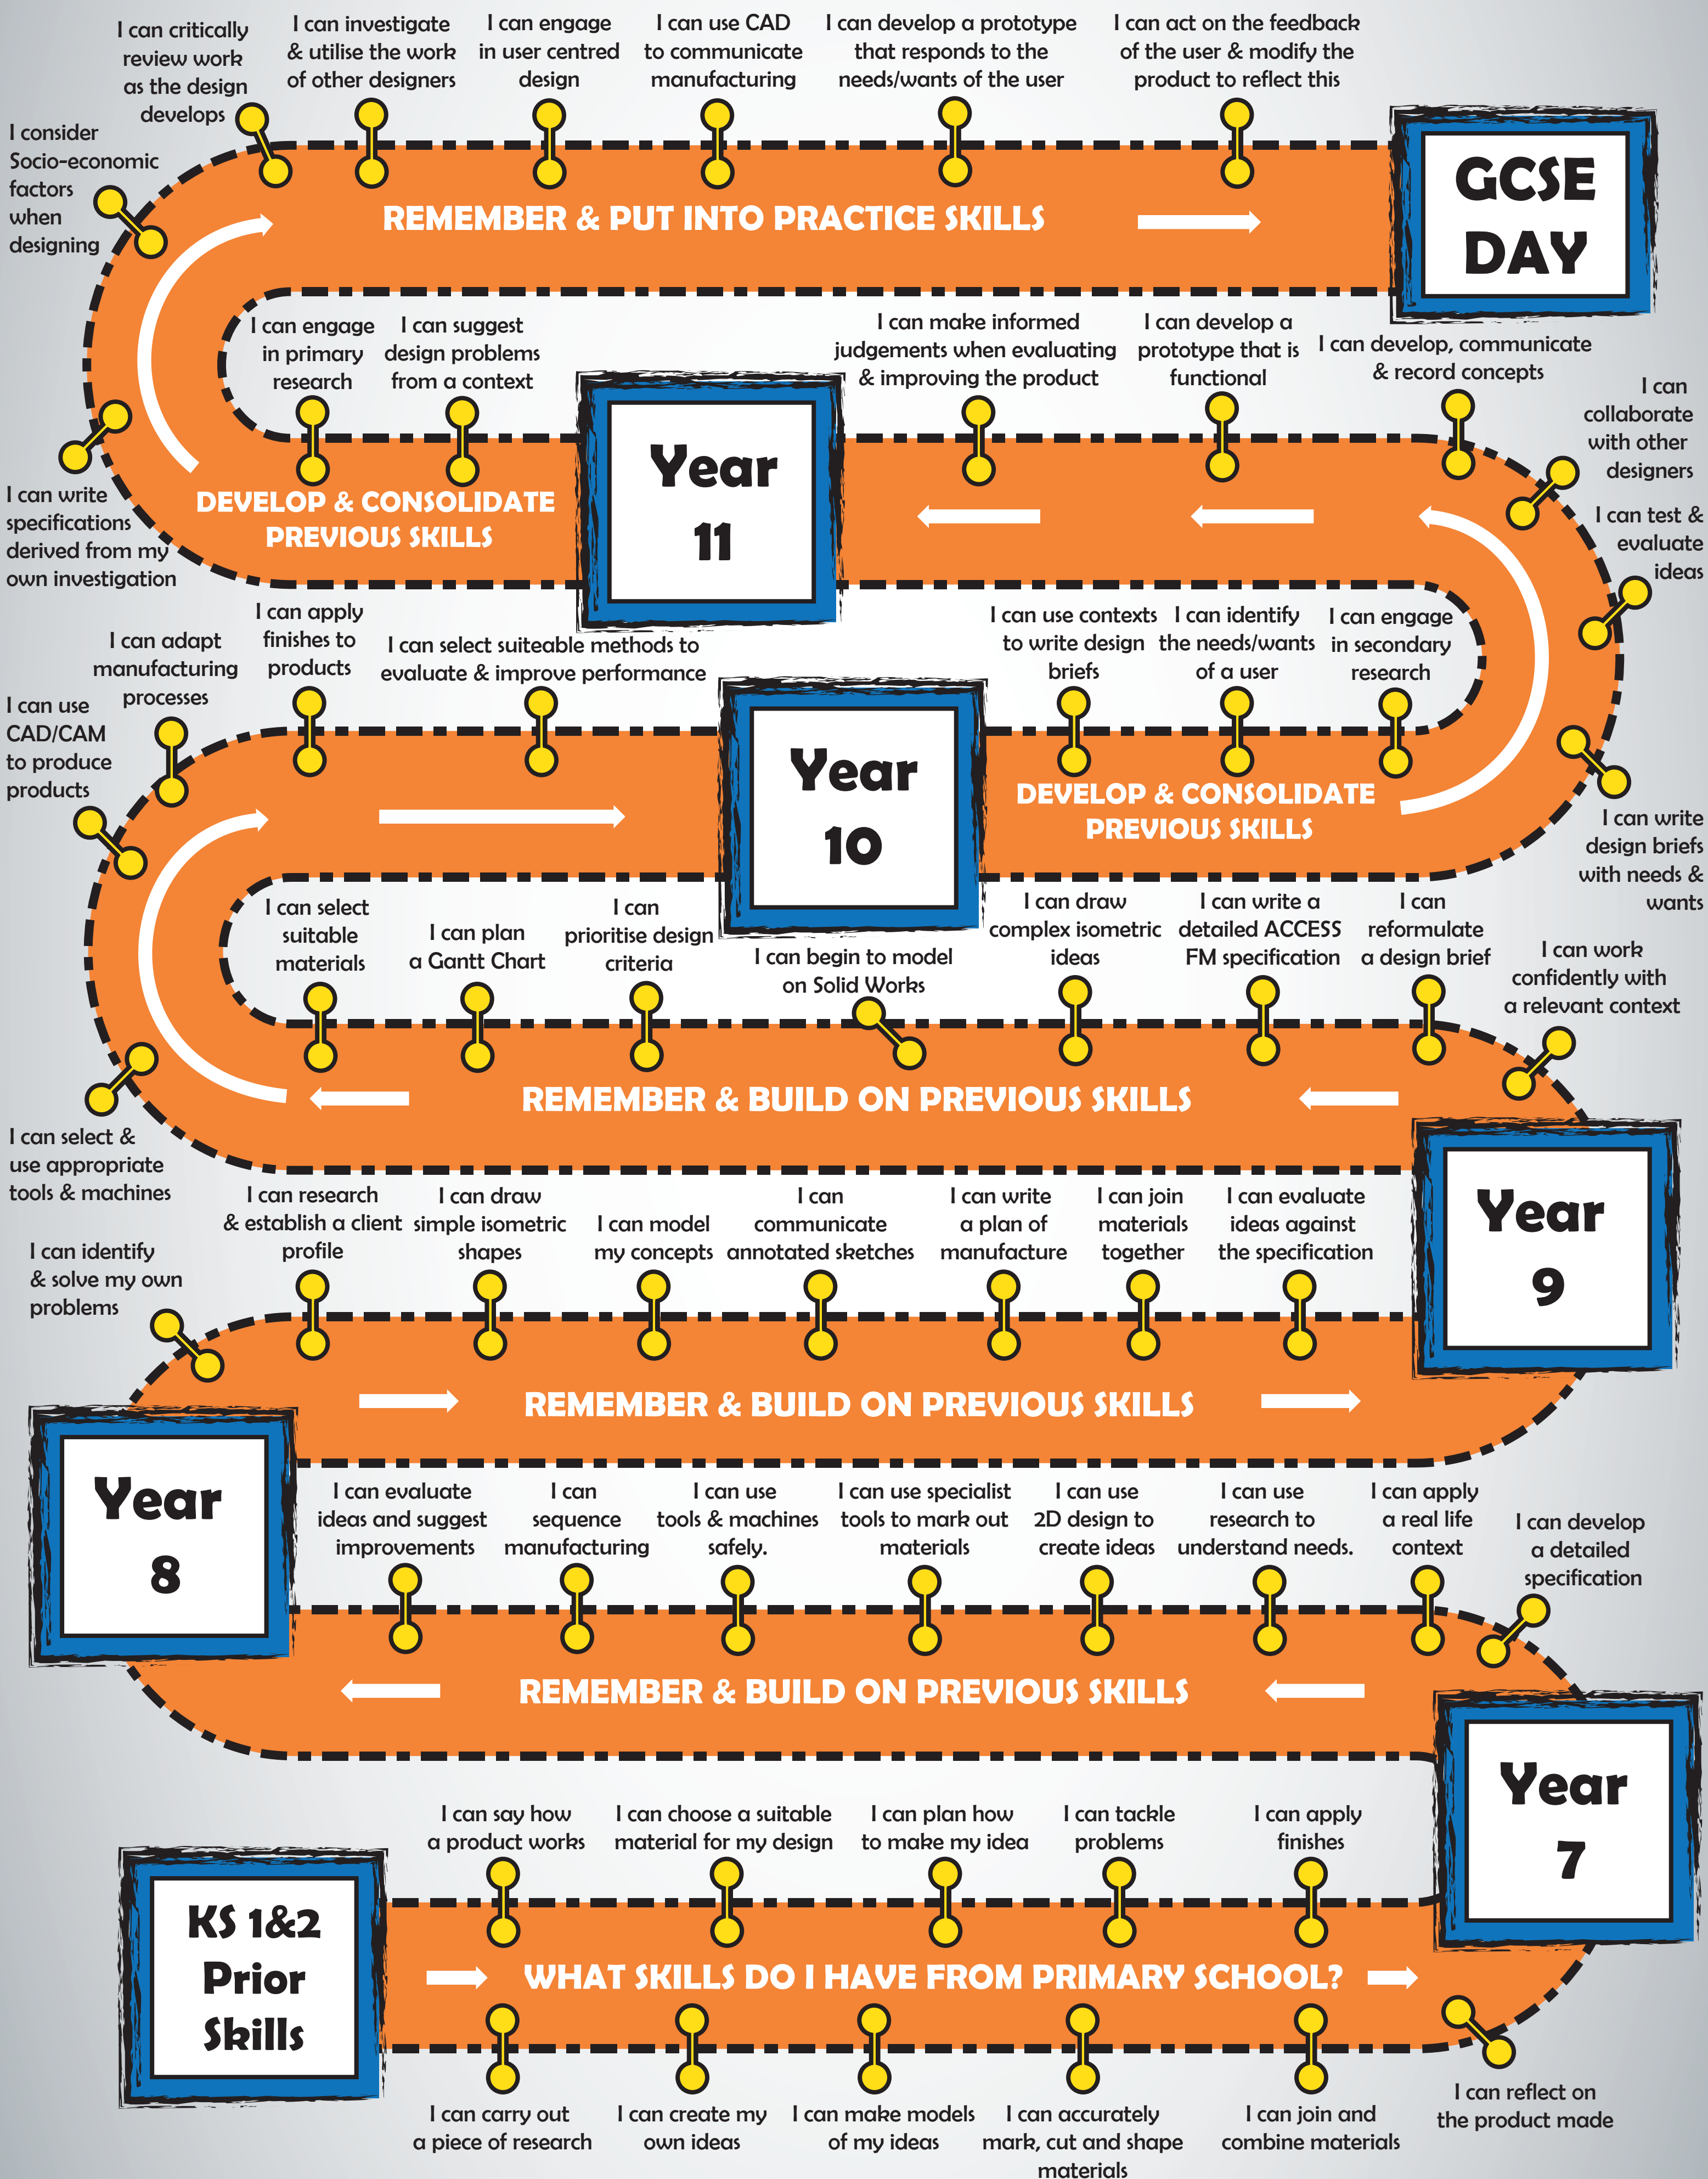 I can critically
review work
as the design
develops
I can investigate
& utilise the work
of other designers
I can engage
in user centred
design
I can use CAD
to communicate
manufacturing
I can develop a prototype
that responds to the
needs/wants of the user
I can act on the feedback
of the user & modify the
product to reflect this
I consider
Socio-economic
factors
when
designing
GCSE
DAY
REMEMBER & PUT INTO PRACTICE SKILLS
I can engage
in primary
research
I can suggest
design problems
from a context
I can make informed
judgements when evaluating
& improving the product
I can develop a
prototype that is
functional
I can develop, communicate
& record concepts
I can
collaborate
with other
designers
Year
11
I can write
specifications
derived from my
own investigation
DEVELOP & CONSOLIDATE
PREVIOUS SKILLS
I can test &
evaluate
ideas
I can adapt
manufacturing
processes
I can apply
finishes to
products
I can select suiteable methods to
evaluate & improve performance
I can use contexts
to write design
briefs
I can identify
the needs/wants
of a user
I can engage
in secondary
research
I can use
CAD/CAM
to produce
products
Year
10
DEVELOP & CONSOLIDATE
PREVIOUS SKILLS
I can write
design briefs
with needs &
wants
I can select
suitable
materials
I can plan
a Gantt Chart
I can
prioritise design
criteria
I can begin to model
on Solid Works
I can draw
complex isometric
ideas
I can write a
detailed ACCESS
FM specification
I can
reformulate
a design brief
I can work
confidently with
a relevant context
REMEMBER & BUILD ON PREVIOUS SKILLS
I can select &
use appropriate
tools & machines
Year
9
I can identify
& solve my own
problems
I can research
& establish a client
profile
I can draw
simple isometric
shapes
I can model
my concepts
I can
communicate
annotated sketches
I can write
a plan of
manufacture
I can join
materials
together
I can evaluate
ideas against
the specification
REMEMBER & BUILD ON PREVIOUS SKILLS
Year
8
I can evaluate
ideas and suggest
improvements
I can
sequence
manufacturing
I can use
tools & machines
safely.
I can use specialist
tools to mark out
materials
I can use
2D design to
create ideas
I can use
research to
understand needs.
I can apply
a real life
context
I can develop
a detailed
specification
REMEMBER & BUILD ON PREVIOUS SKILLS
Year
7
I can say how
a product works
I can choose a suitable
material for my design
I can plan how
to make my idea
I can tackle
problems
I can apply
finishes
KS 1&2
Prior
Skills
WHAT SKILLS DO I HAVE FROM PRIMARY SCHOOL?
I can carry out
a piece of research
I can create my
own ideas
I can make models
of my ideas
I can accurately
mark, cut and shape
materials
I can join and
combine materials
I can reflect on
the product made